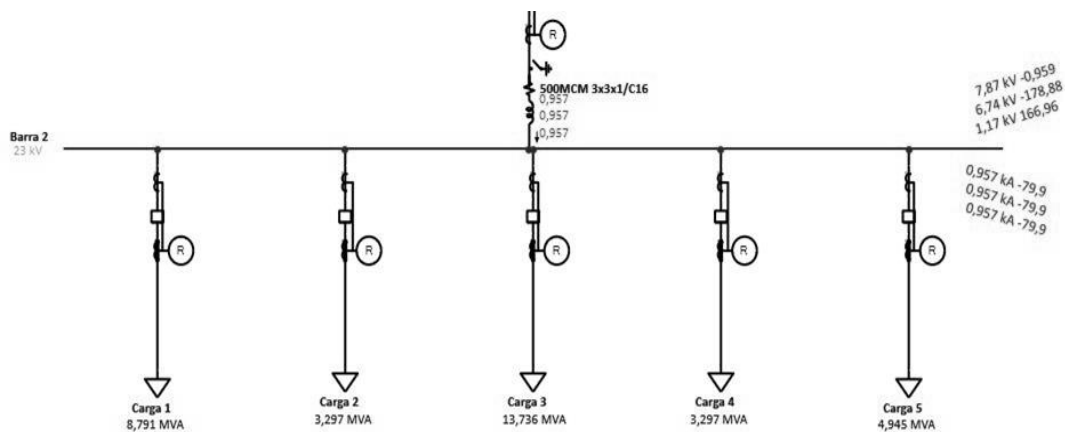 R
500MCM 3x3x1/C16
0,957
0,957
0,957
7,87 kV -0,959
6,74 kV -178,88
1,17 kV 166,96
Barra 2
23 kV
0,957 kA -79,9
0,957 kA -79,9
0,957 kA -79,9
R
R
R
R
R
Carga 1
8,791 MVA
Carga 2
3,297 MVA
Carga 3
13,736 MVA
Carga 4
3,297 MVA
Carga 5
4,945 MVA